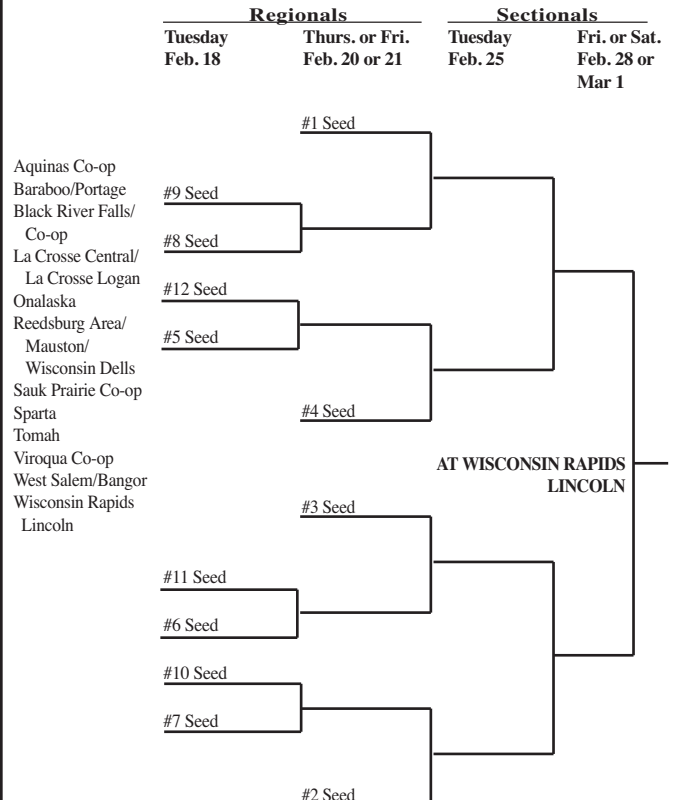 Regionals
Sectionals
Tuesday
Feb. 18
Thurs. or Fri.
Feb. 20 or 21
Tuesday
Feb. 25
Fri. or Sat.
Feb. 28 or
Mar 1
Aquinas Co-op
Baraboo/Portage
Black River Falls/
Co-op
La Crosse Central/
La Crosse Logan
Onalaska
Reedsburg Area/
Mauston/
Wisconsin Dells
Sauk Prairie Co-op
Sparta
Tomah
Viroqua Co-op
West Salem/Bangor
Wisconsin Rapids
Lincoln
#1 Seed
#9 Seed
#8 Seed
#12 Seed
#5 Seed
#4 Seed
AT WISCONSIN RAPIDS
LINCOLN
#3 Seed
#11 Seed
#6 Seed
#10 Seed
#7 Seed
#2 Seed